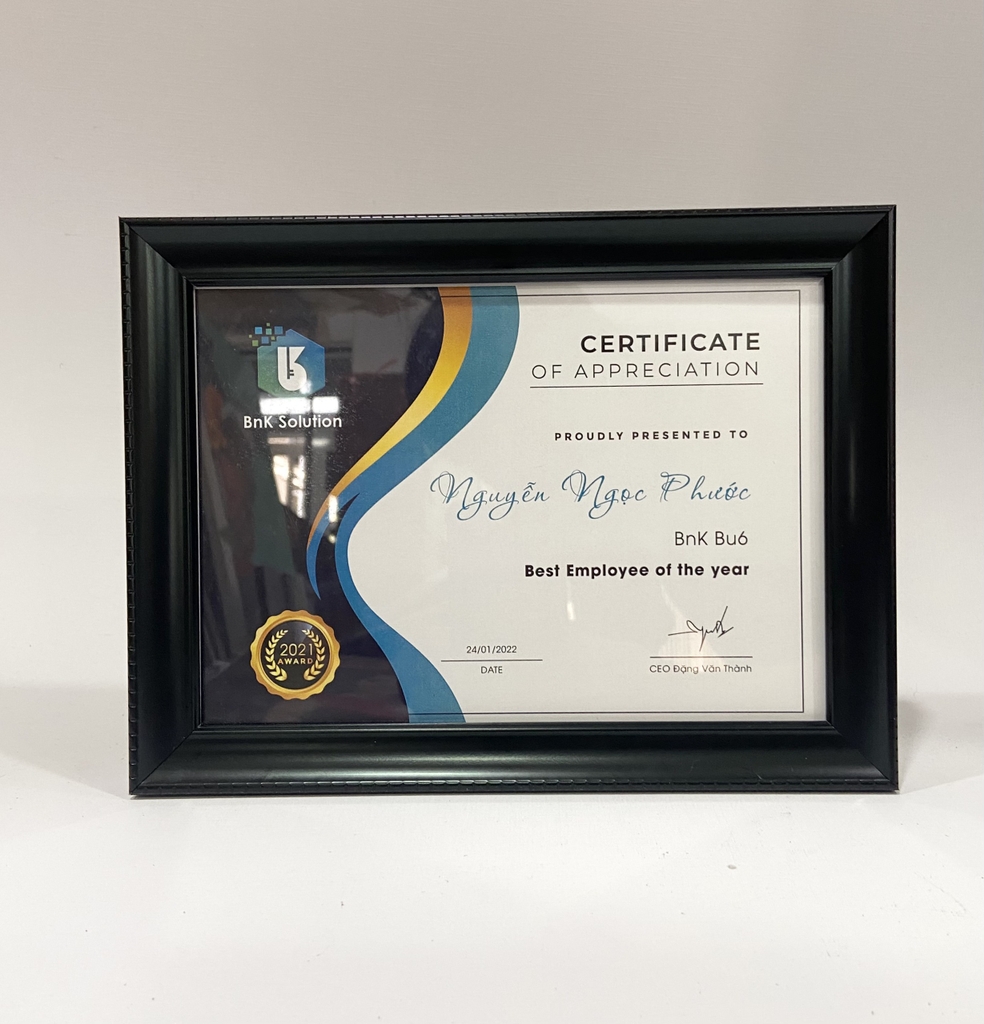 BnK Solution
CERTIFICATE
OF APPRECIATION
PROUDLY PRESENTED TO
Nguyễn Ngọc Phước
BnK Bu6
Best Employee of the year
2021
AWARD
24/01/2022
DATE
CEO Đặng Văn Thành